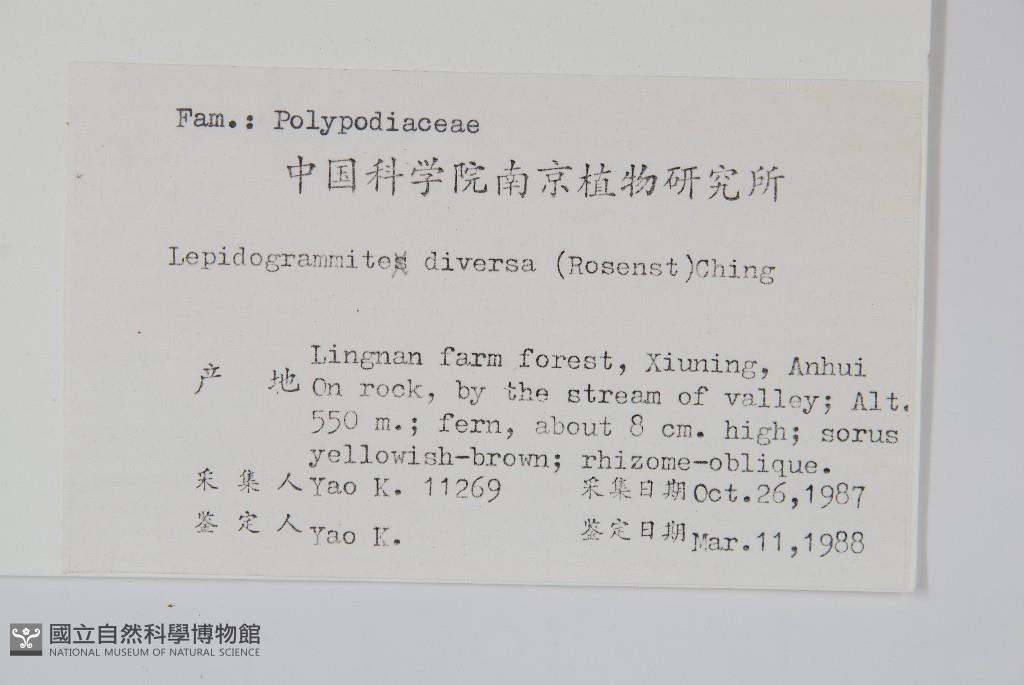 Fam.: Polypodiaceae
中国科学院南京植物研究所
Lepidogrammites diversa (Rosenst)Ching
产 地 Lingnan farm forest, Xiuning, Anhui
On rock, by the stream of valley; Alt.
550 m.; fern, about 8 cm. high; sorus
yellowish-brown; rhizome-oblique.
采集人 Yao K. 11269 采集日期 Oct.26,1987
鉴定人 Yao K. 鉴定日期 Mar.11,1988
國立自然科學博物館
NATIONAL MUSEUM OF NATURAL SCIENCE